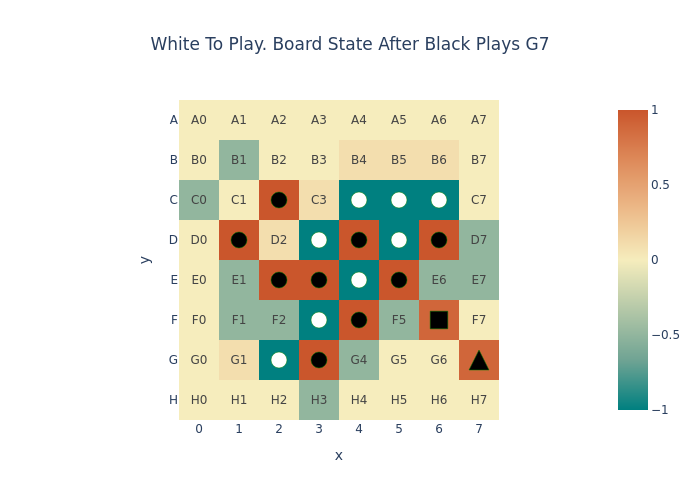 White To Play. Board State After Black Plays G7
A A0 A1 A2 A3 A4 A5 A6 A7
B B0 B1 B2 B3 B4 B5 B6 B7
C C0 C1 C3 C7
D D0 D2 D7
E E0 E1 E6 E7
F F0 F1 F2 F5 F7
G G0 G1 G4 G5 G6
H H0 H1 H2 H3 H4 H5 H6 H7
0 1 2 3 4 5 6 7
x
y
1
0.5
0
−0.5
−1